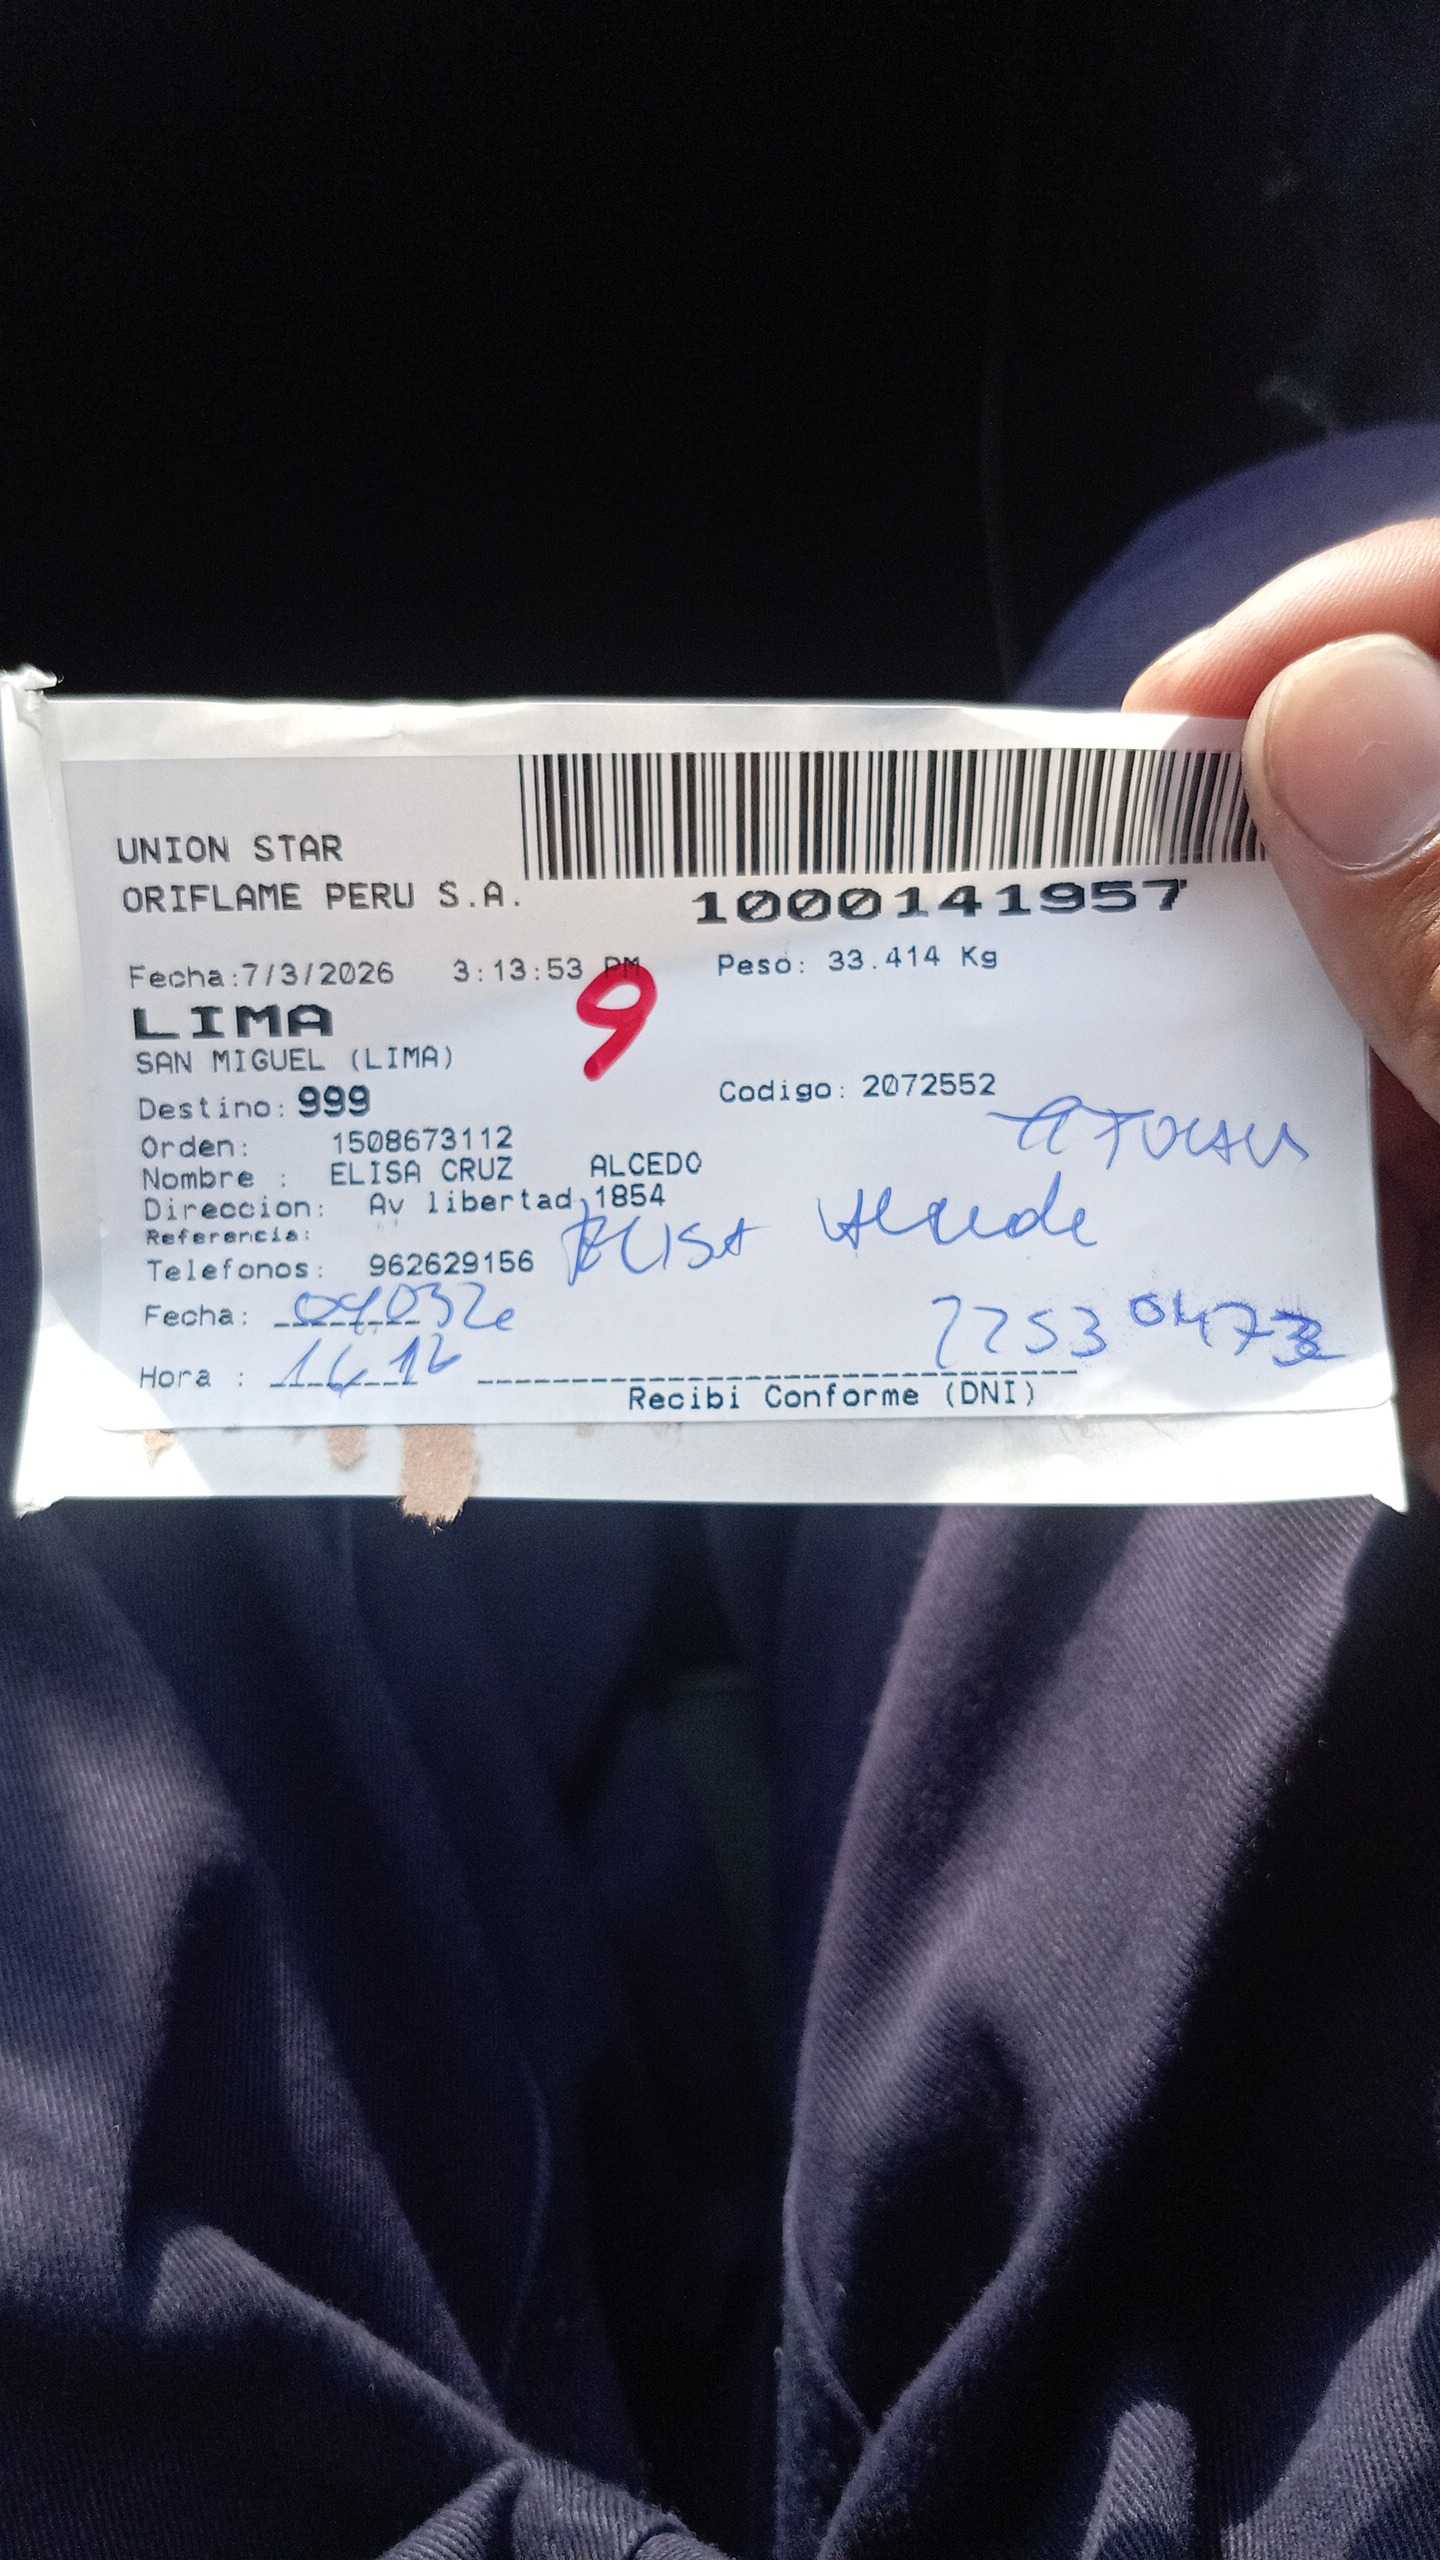 UNION STAR
ORIFLAME PERU S.A.
1000141957
Fecha:7/3/2026 3:13:53 PM Peso: 33.414 Kg
9
LIMA
SAN MIGUEL (LIMA)
Destino: 999 Codigo: 2072552
Orden: 1508673112
Nombre : ELISA CRUZ ALCEDO
Direccion: Av libertad 1854
Referencia:
ELISA
Telefonos: 962629156
Fecha:
Hora :
Recibi Conforme (DNI)